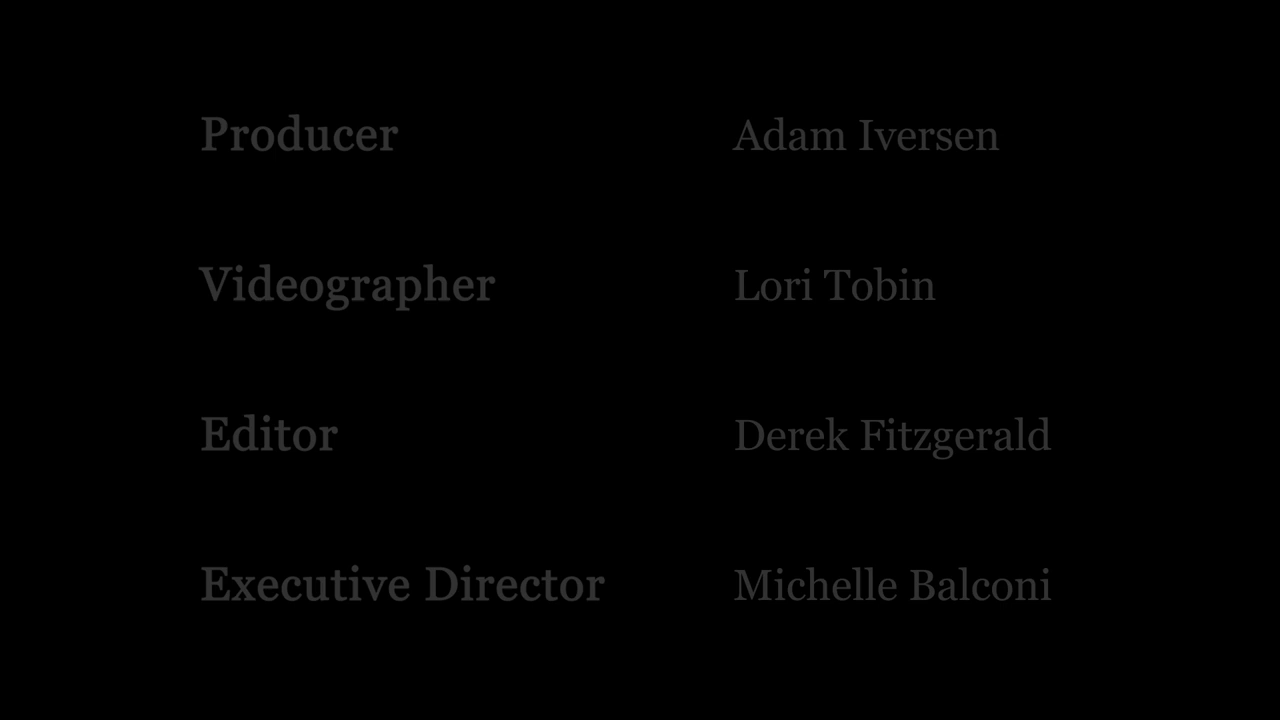 Producer Adam Iversen
Videographer Lori Tobin
Editor Derek Fitzgerald
Executive Director Michelle Balconi